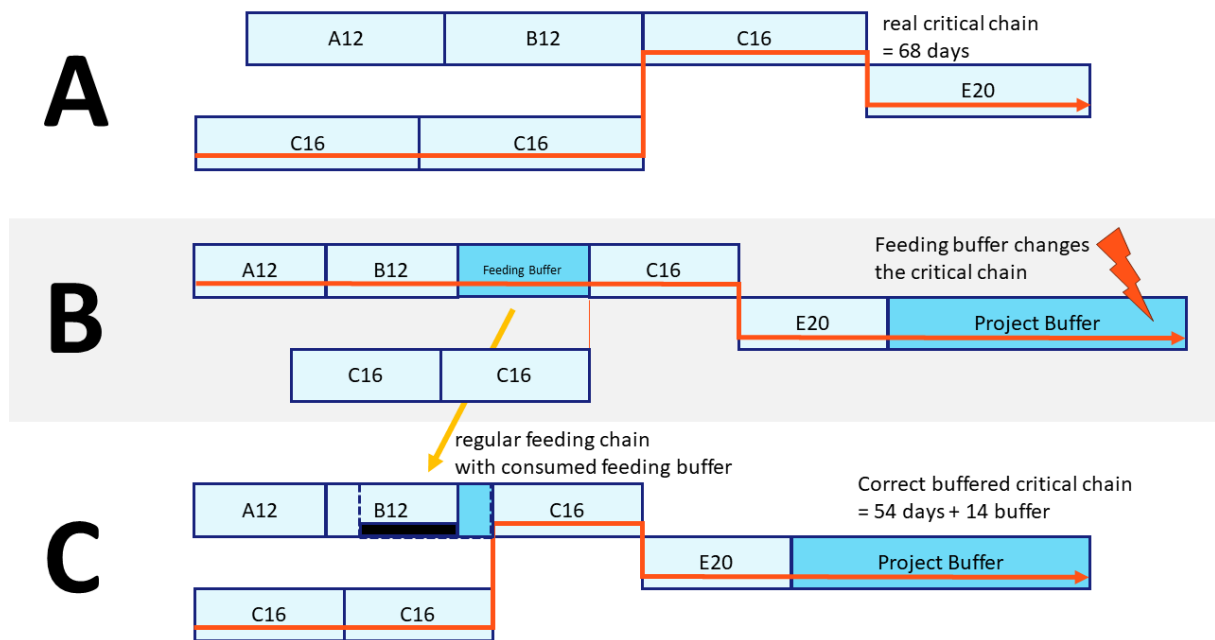 A
A12
B12
C16
real critical chain
= 68 days
E20
C16
C16
B
A12
B12
Feeding Buffer
C16
Feeding buffer changes
the critical chain
E20
Project Buffer
C16
C16
regular feeding chain
with consumed feeding buffer
C
A12
B12
C16
Correct buffered critical chain
= 54 days + 14 buffer
E20
Project Buffer
C16
C16